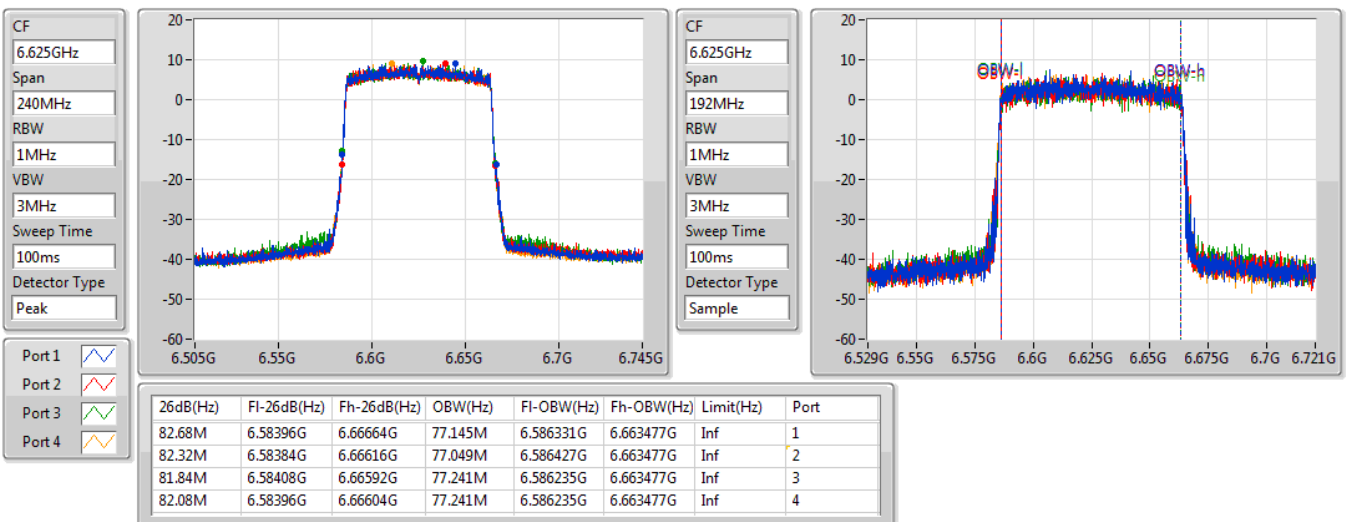 CF
6.625GHz
Span
240MHz
RBW
1MHz
VBW
3MHz
Sweep Time
100ms
Detector Type
Peak
20
10
0
-10
-20
-30
-40
-50
-60
6.505G 6.55G 6.6G 6.65G 6.7G 6.745G
CF
6.625GHz
Span
192MHz
RBW
1MHz
VBW
3MHz
Sweep Time
100ms
Detector Type
Sample
20
10
0
-10
-20
-30
-40
-50
-60
OBW-l OBW-h
6.529G 6.55G 6.575G 6.6G 6.625G 6.65G 6.675G 6.7G 6.721G
Port 1
Port 2
Port 3
Port 4
26dB(Hz) Fl-26dB(Hz) Fh-26dB(Hz) OBW(Hz) Fl-OBW(Hz) Fh-OBW(Hz) Limit(Hz) Port
82.68M 6.58396G 6.66664G 77.145M 6.586331G 6.663477G Inf 1
82.32M 6.58384G 6.66616G 77.049M 6.586427G 6.663477G Inf 2
81.84M 6.58408G 6.66592G 77.241M 6.586235G 6.663477G Inf 3
82.08M 6.58396G 6.66604G 77.241M 6.586235G 6.663477G Inf 4